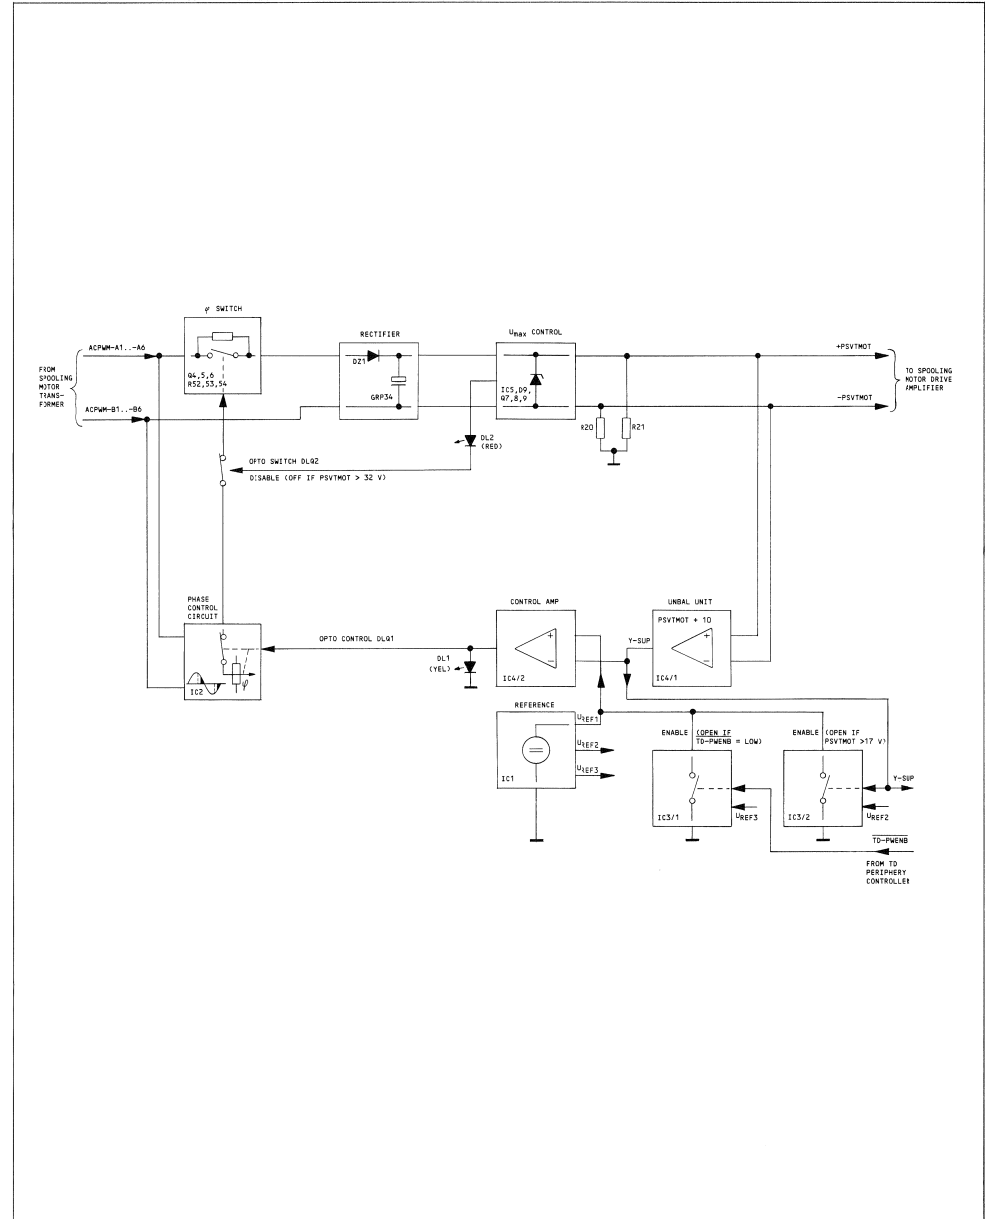 φ SWITCH
Q4,5,6
R52,53,54
RECTIFIER
DZ1
GRP34
Umax CONTROL
IC5,D9,
Q7,8,9
ACPWM-A1..-A6
ACPWM-B1..-B6
FROM
SPOOLING
MOTOR
TRANS-
FORMER
+PSVTMOT
-PSVTMOT
TO SPOOLING
MOTOR DRIVE
AMPLIFIER
R20
R21
DL2
(RED)
OPTO SWITCH DLQ2
DISABLE (OFF IF PSVTMOT > 32 V)
PHASE
CONTROL
CIRCUIT
φ
IC2
OPTO CONTROL DLQ1
DL1
(YEL)
CONTROL AMP
+
-
IC4/2
Y-SUP
UNBAL UNIT
PSVTMOT + 10
+
-
IC4/1
REFERENCE
UREF1
UREF2
UREF3
IC1
ENABLE (OPEN IF
TD-PWENB = LOW)
IC3/1
UREF3
ENABLE (OPEN IF
PSVTMOT >17 V)
IC3/2
UREF2
Y-SUP
TD-PWENB
FROM TD
PERIPHERY
CONTROLLER